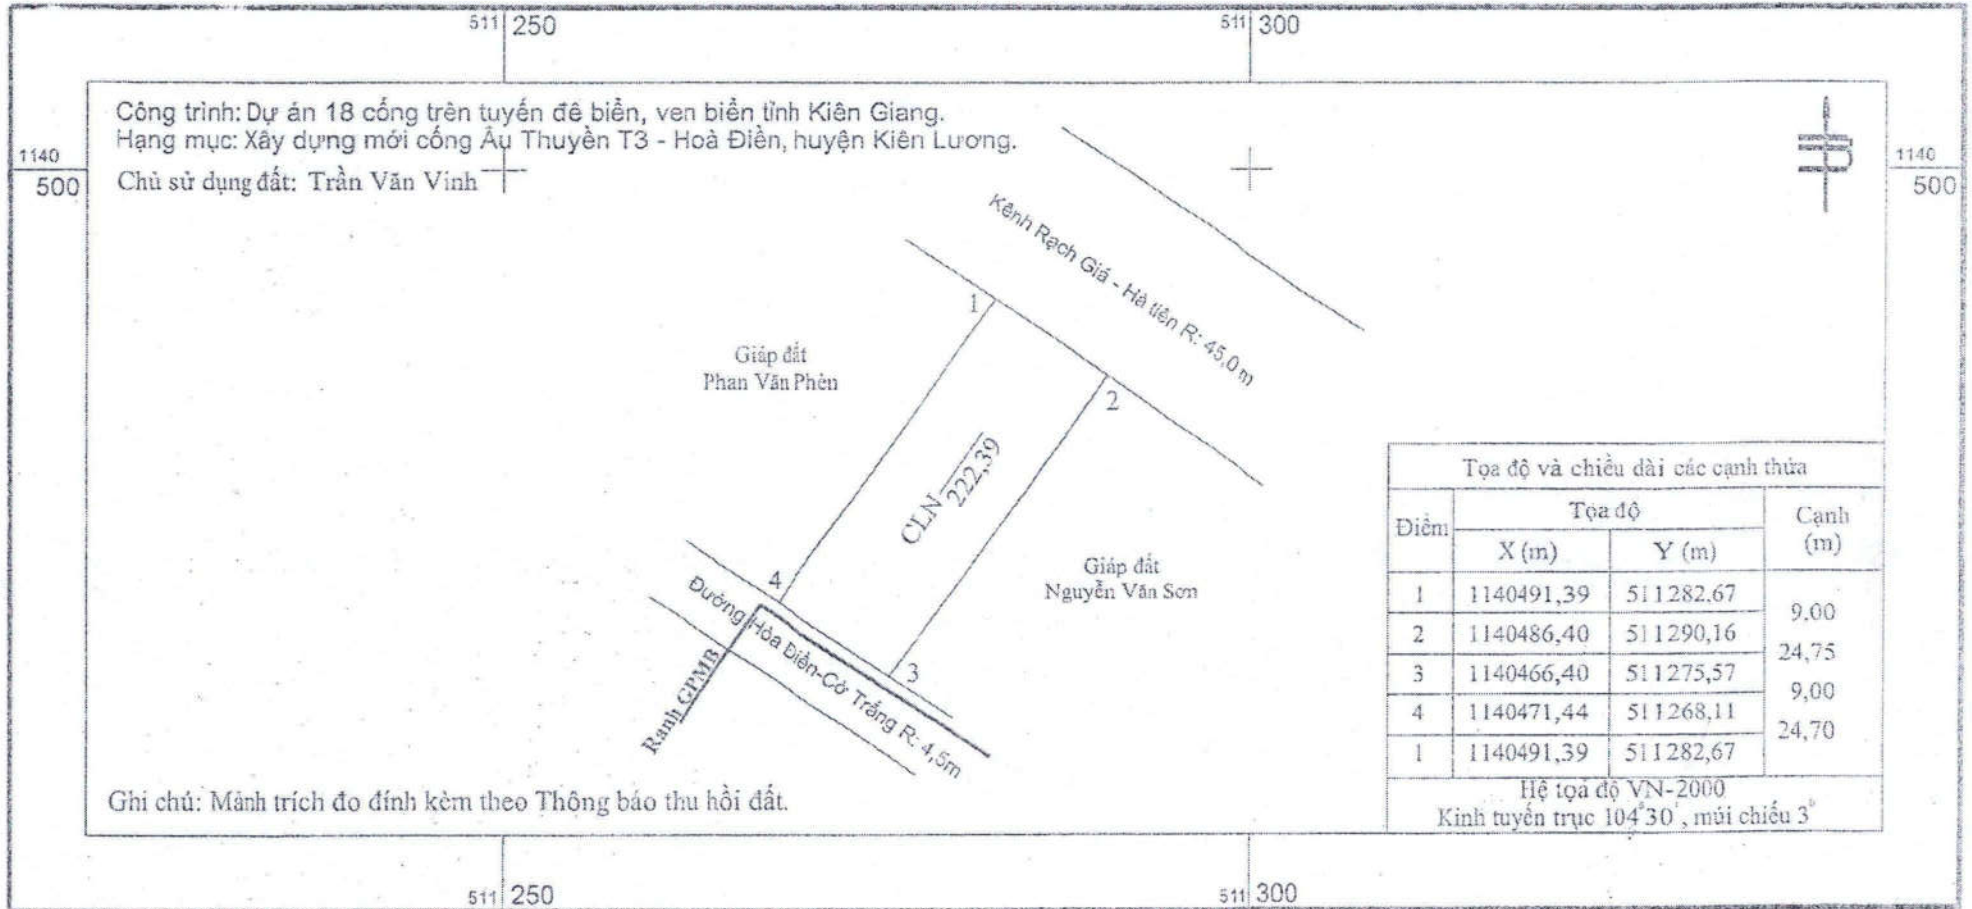 511 250
511 300
Công trình: Dự án 18 cống trên tuyến đê biển, ven biển tỉnh Kiên Giang.
Hạng mục: Xây dựng mới cống Âu Thuyền T3 - Hoà Điền, huyện Kiên Lương.
Chủ sử dụng đất: Trần Văn Vinh
1140
500
1140
500
B
Kênh Rạch Giá - Hà tiên R: 45,0 m
1
2
Giáp đất
Phan Văn Phèn
CLN 222,39
Giáp đất
Nguyễn Văn Sơn
4
3
Đường Hòa Điền-Cờ Trắng R: 4,5m
Ranh GPMB
Tọa độ và chiều dài các cạnh thửa
Điểm Tọa độ Cạnh (m)
X (m) Y (m)
1 1140491,39 511282,67
9,00
2 1140486,40 511290,16
24,75
3 1140466,40 511275,57
9,00
4 1140471,44 511268,11
24,70
1 1140491,39 511282,67
Hệ tọa độ VN-2000
Kinh tuyến trục 104°30', múi chiếu 3°
Ghi chú: Mảnh trích đo đính kèm theo Thông báo thu hồi đất.
511 250
511 300